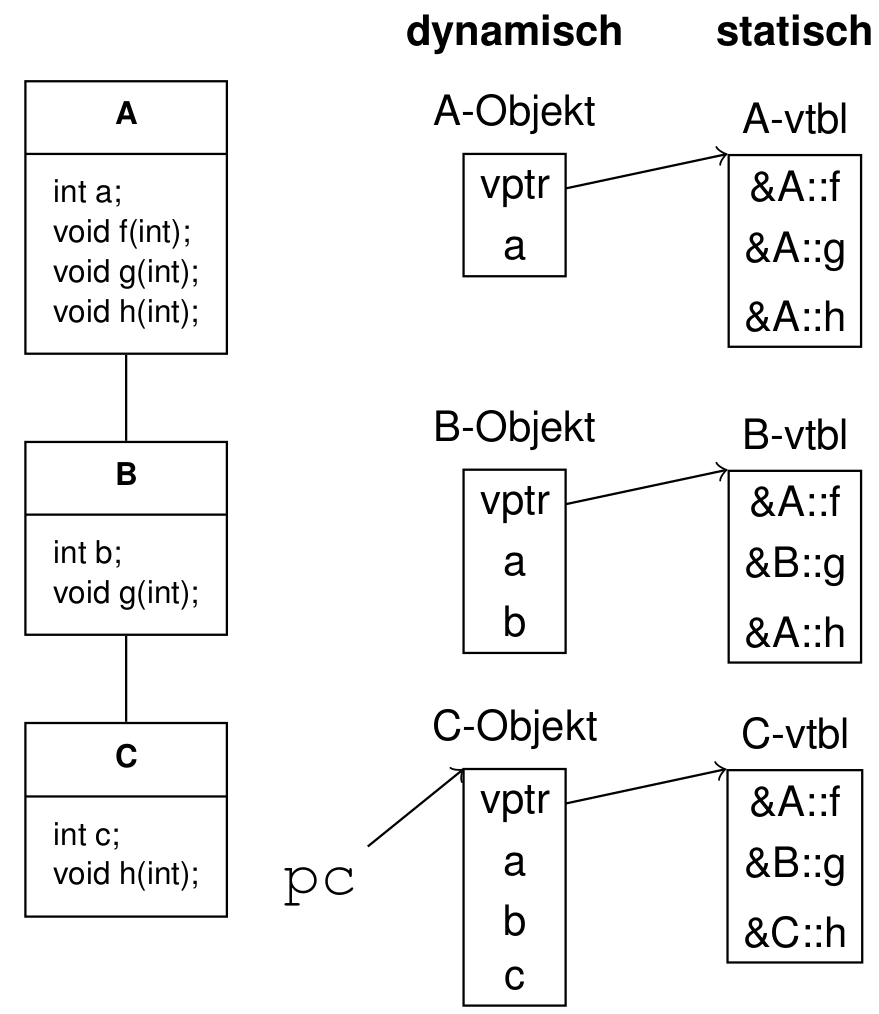 dynamisch statisch
A
int a;
void f(int);
void g(int);
void h(int);
A-Objekt
vptr
a
A-vtbl
&A::f
&A::g
&A::h
B
int b;
void g(int);
B-Objekt
vptr
a
b
B-vtbl
&A::f
&B::g
&A::h
C
int c;
void h(int);
pc
C-Objekt
vptr
a
b
c
C-vtbl
&A::f
&B::g
&C::h